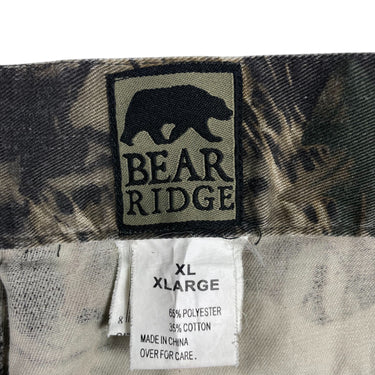 BEAR
RIDGE
XL
XLARGE
65% POLYESTER
35% COTTON
MADE IN CHINA
OVER FOR CARE.